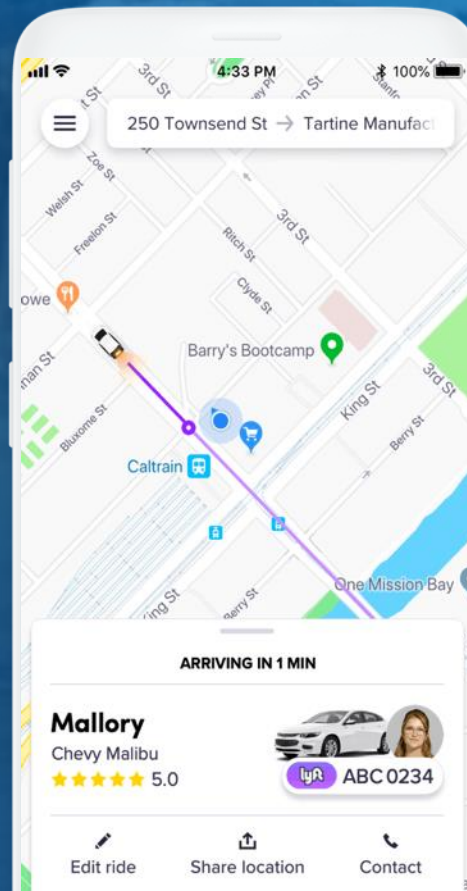 4:33 PM
100%
250 Townsend St → Tartine Manufact
3rd St
Zoe St
Welsh St
Freelon St
Ritch St
3rd St
Clyde St
owe
Barry's Bootcamp
nan St
King St
3rd St
Bluxome St
Berry St
Caltrain
One Mission Bay
ing St
Berry St
ARRIVING IN 1 MIN
Mallory
Chevy Malibu
5.0
lyft ABC 0234
Edit ride
Share location
Contact